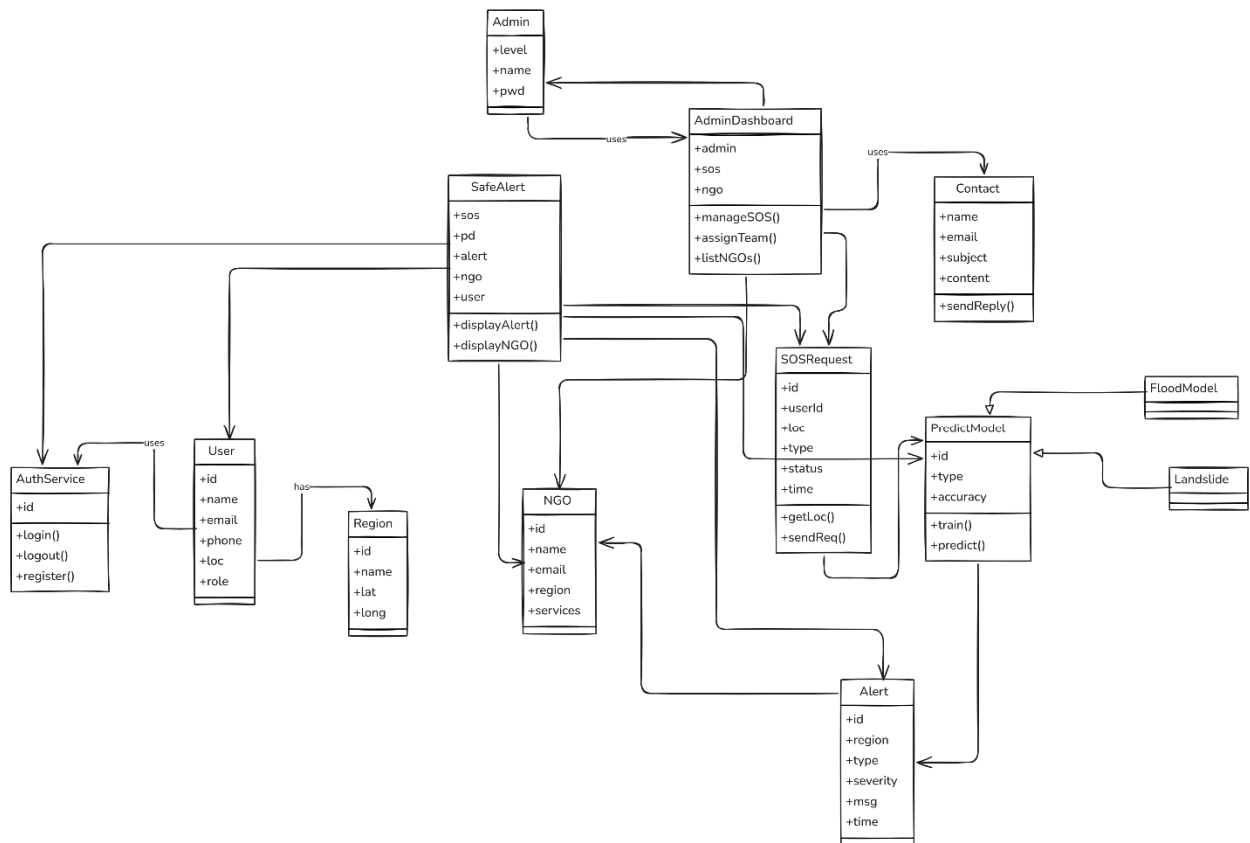 Admin
+level
+name
+pwd
uses
AdminDashboard
+admin
+sos
+ngo
+manageSOS()
+assignTeam()
+listNGOs()
uses
Contact
+name
+email
+subject
+content
+sendReply()
SafeAlert
+sos
+pd
+alert
+ngo
+user
+displayAlert()
+displayNGO()
SOSRequest
+id
+userId
+loc
+type
+status
+time
+getLoc()
+sendReq()
FloodModel
PredictModel
+id
+type
+accuracy
+train()
+predict()
Landslide
uses
User
+id
+name
+email
+phone
+loc
+role
AuthService
+id
+login()
+logout()
+register()
has
Region
+id
+name
+lat
+long
NGO
+id
+name
+email
+region
+services
Alert
+id
+region
+type
+severity
+msg
+time